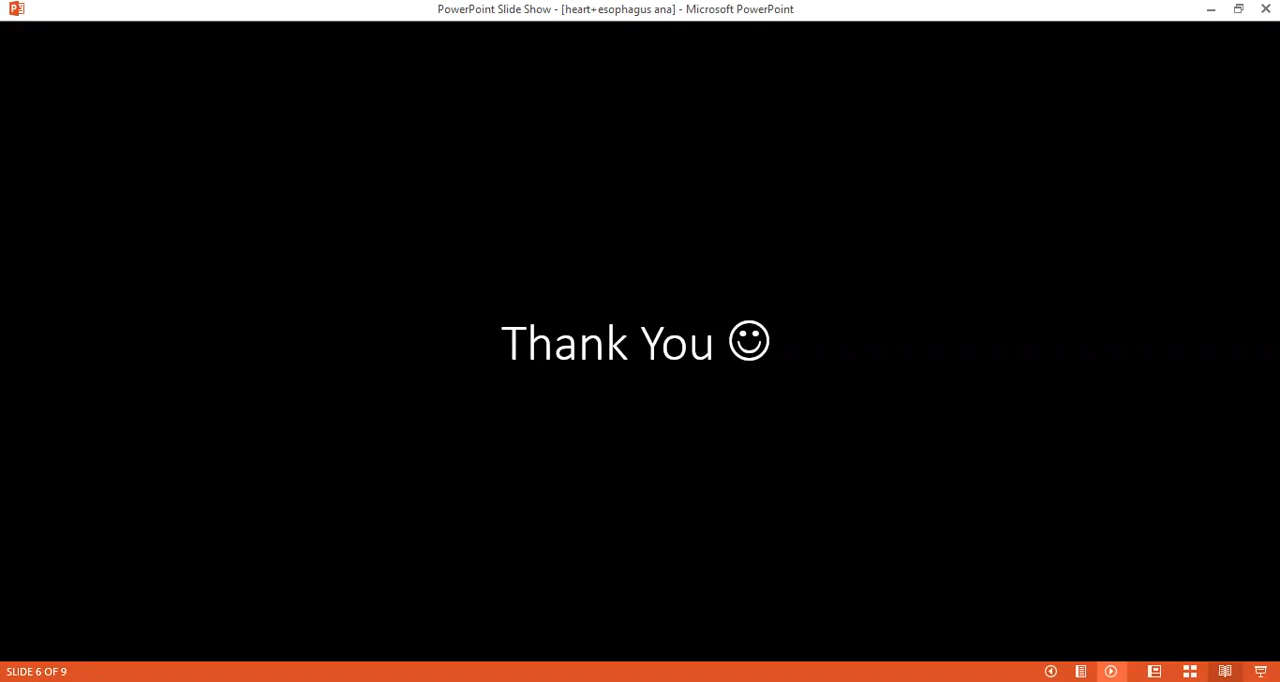 PowerPoint Slide Show - [heart+esophagus ana] - Microsoft PowerPoint
Thank You ☺
SLIDE 6 OF 9